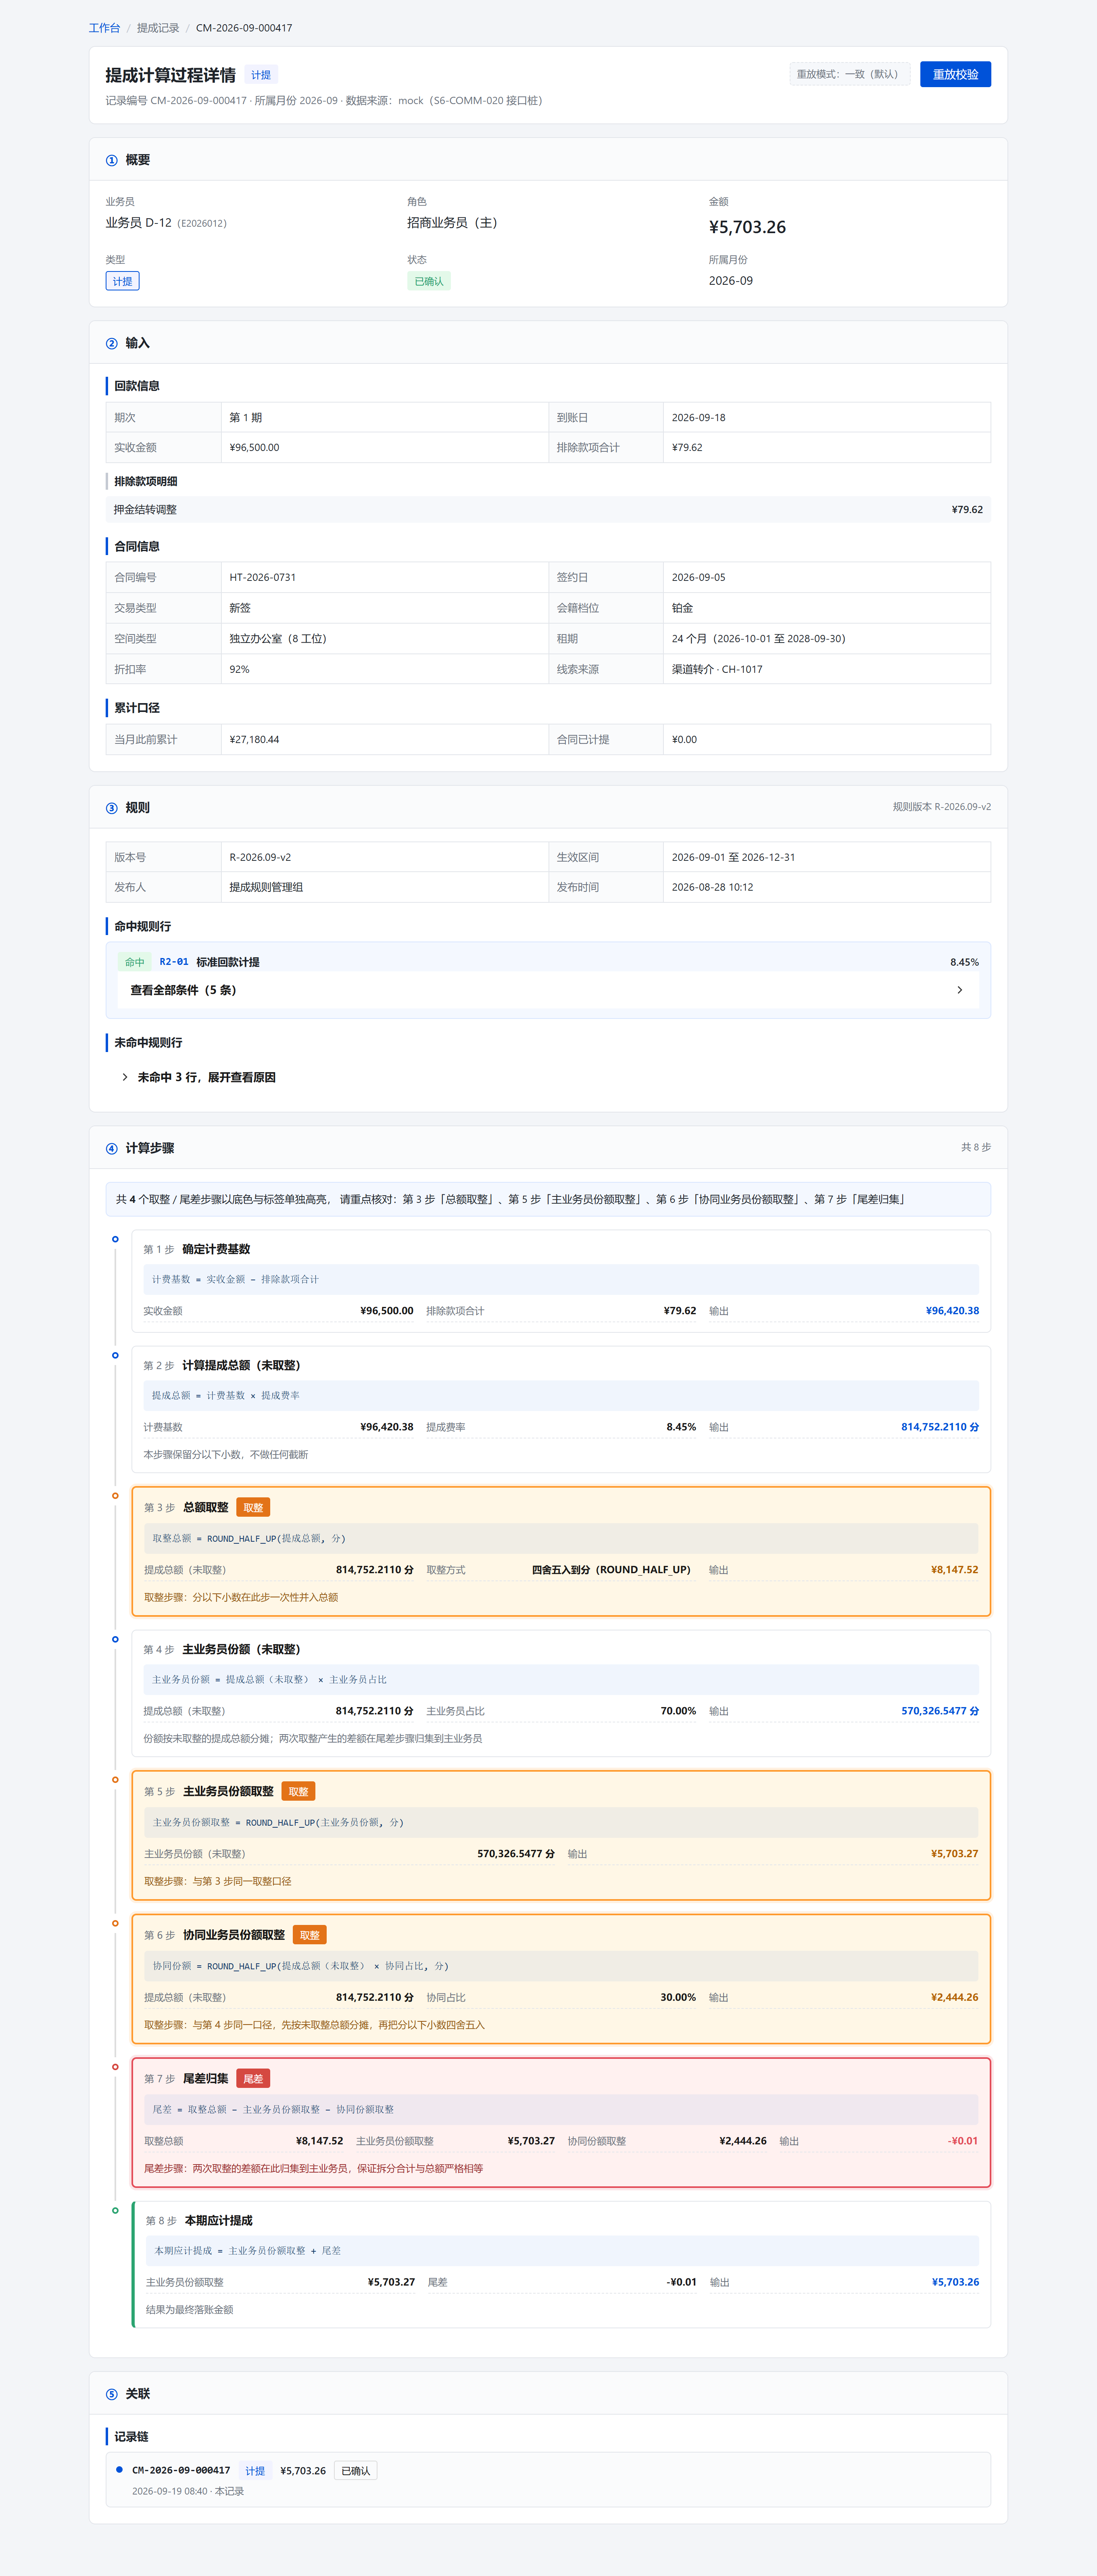 工作台 / 提成记录 / CM-2026-09-000417
提成计算过程详情 计提 重放模式：一致（默认） 重放校验
记录编号 CM-2026-09-000417 · 所属月份 2026-09 · 数据来源：mock（S6-COMM-020 接口桩）
① 概要
业务员 角色 金额
业务员 D-12（E2026012） 招商业务员（主） ¥5,703.26
类型 状态 所属月份
计提 已确认 2026-09
② 输入
回款信息
期次 第 1 期 到账日 2026-09-18
实收金额 ¥96,500.00 排除款项合计 ¥79.62
排除款项明细
押金结转调整 ¥79.62
合同信息
合同编号 HT-2026-0731 签约日 2026-09-05
交易类型 新签 会籍档位 铂金
空间类型 独立办公室（8 工位） 租期 24 个月（2026-10-01 至 2028-09-30）
折扣率 92% 线索来源 渠道转介 · CH-1017
累计口径
当月此前累计 ¥27,180.44 合同已计提 ¥0.00
③ 规则 规则版本 R-2026.09-v2
版本号 R-2026.09-v2 生效区间 2026-09-01 至 2026-12-31
发布人 提成规则管理组 发布时间 2026-08-28 10:12
命中规则行
命中 R2-01 标准回款计提 8.45%
查看全部条件（5 条）
未命中规则行
未命中 3 行，展开查看原因
④ 计算步骤 共 8 步
共 4 个取整 / 尾差步骤以底色与标签单独高亮， 请重点核对：第 3 步「总额取整」、第 5 步「主业务员份额取整」、第 6 步「协同业务员份额取整」、第 7 步「尾差归集」
第 1 步 确定计费基数
计费基数 = 实收金额 − 排除款项合计
实收金额 ¥96,500.00 排除款项合计 ¥79.62 输出 ¥96,420.38
第 2 步 计算提成总额（未取整）
提成总额 = 计费基数 × 提成费率
计费基数 ¥96,420.38 提成费率 8.45% 输出 814,752.2110 分
本步骤保留分以下小数，不做任何截断
第 3 步 总额取整 取整
取整总额 = ROUND_HALF_UP(提成总额, 分)
提成总额（未取整） 814,752.2110 分 取整方式 四舍五入到分（ROUND_HALF_UP） 输出 ¥8,147.52
取整步骤：分以下小数在此步一次性并入总额
第 4 步 主业务员份额（未取整）
主业务员份额 = 提成总额（未取整） × 主业务员占比
提成总额（未取整） 814,752.2110 分 主业务员占比 70.00% 输出 570,326.5477 分
份额按未取整的提成总额分摊；两次取整产生的差额在尾差步骤归集到主业务员
第 5 步 主业务员份额取整 取整
主业务员份额取整 = ROUND_HALF_UP(主业务员份额, 分)
主业务员份额（未取整） 570,326.5477 分 输出 ¥5,703.27
取整步骤：与第 3 步同一取整口径
第 6 步 协同业务员份额取整 取整
协同份额 = ROUND_HALF_UP(提成总额（未取整） × 协同占比, 分)
提成总额（未取整） 814,752.2110 分 协同占比 30.00% 输出 ¥2,444.26
取整步骤：与第 4 步同一口径，先按未取整总额分摊，再把分以下小数四舍五入
第 7 步 尾差归集 尾差
尾差 = 取整总额 − 主业务员份额取整 − 协同份额取整
取整总额 ¥8,147.52 主业务员份额取整 ¥5,703.27 协同份额取整 ¥2,444.26 输出 -¥0.01
尾差步骤：两次取整的差额在此归集到主业务员，保证拆分合计与总额严格相等
第 8 步 本期应计提成
本期应计提成 = 主业务员份额取整 + 尾差
主业务员份额取整 ¥5,703.27 尾差 -¥0.01 输出 ¥5,703.26
结果为最终落账金额
⑤ 关联
记录链
CM-2026-09-000417 计提 ¥5,703.26 已确认
2026-09-19 08:40 · 本记录